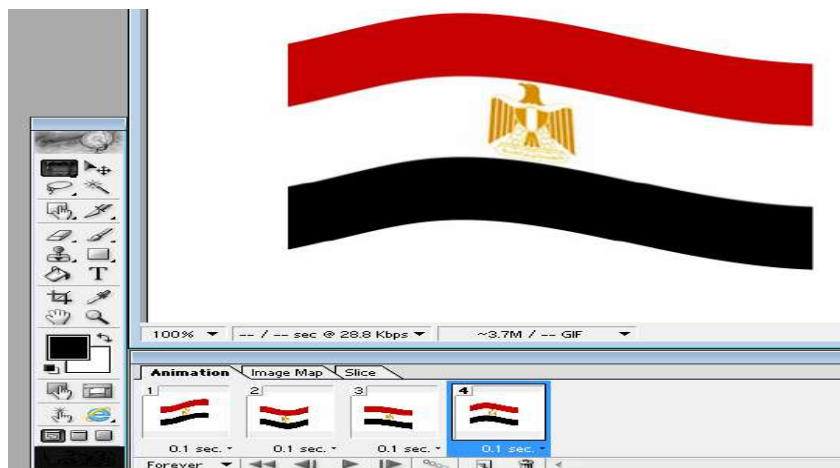 T
100% -- / -- sec @ 28.8 Kbps ~3.7M / -- GIF
Animation Image Map Slice
1 2 3 4
0.1 sec. 0.1 sec. 0.1 sec. 0.1 sec.
Forever